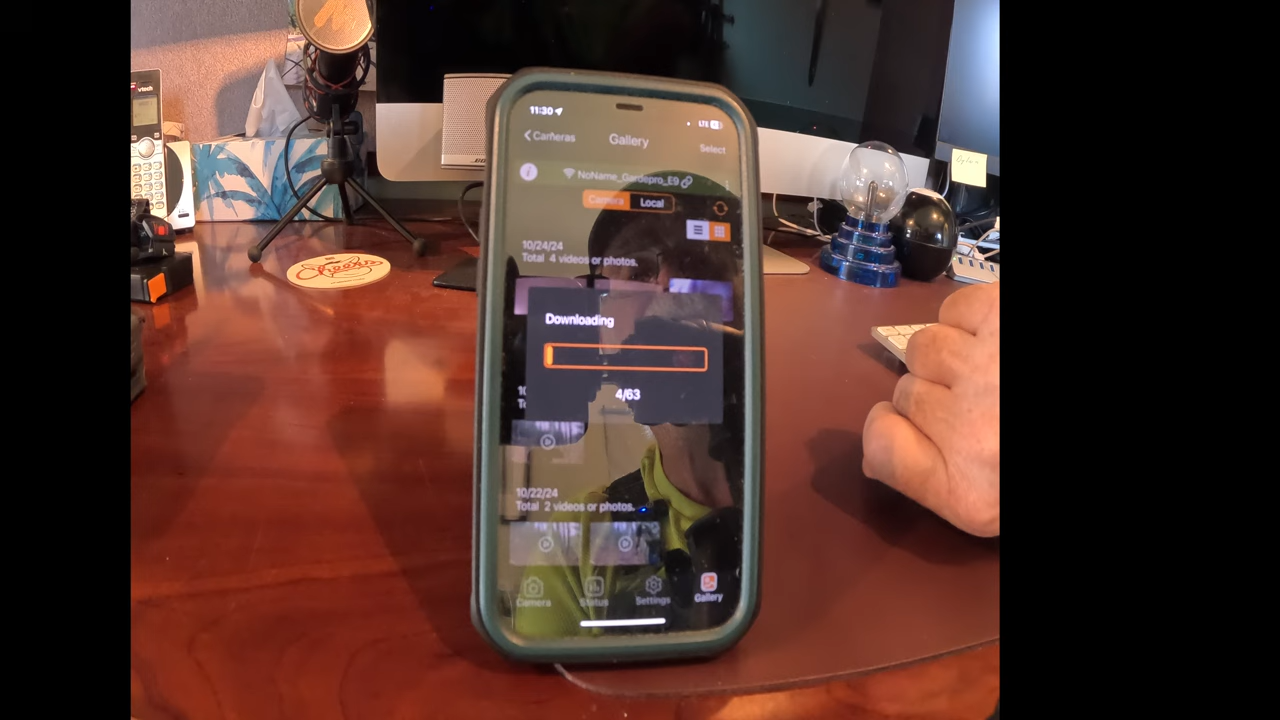 vtech
11:30
LTE
Cameras
Gallery
Select
NoName_Gardepro_E9
Camera
Local
10/24/24
Total 4 videos or photos.
Downloading
4/63
10/22/24
Total 2 videos or photos.
Camera
Status
Settings
Gallery
Cheeks